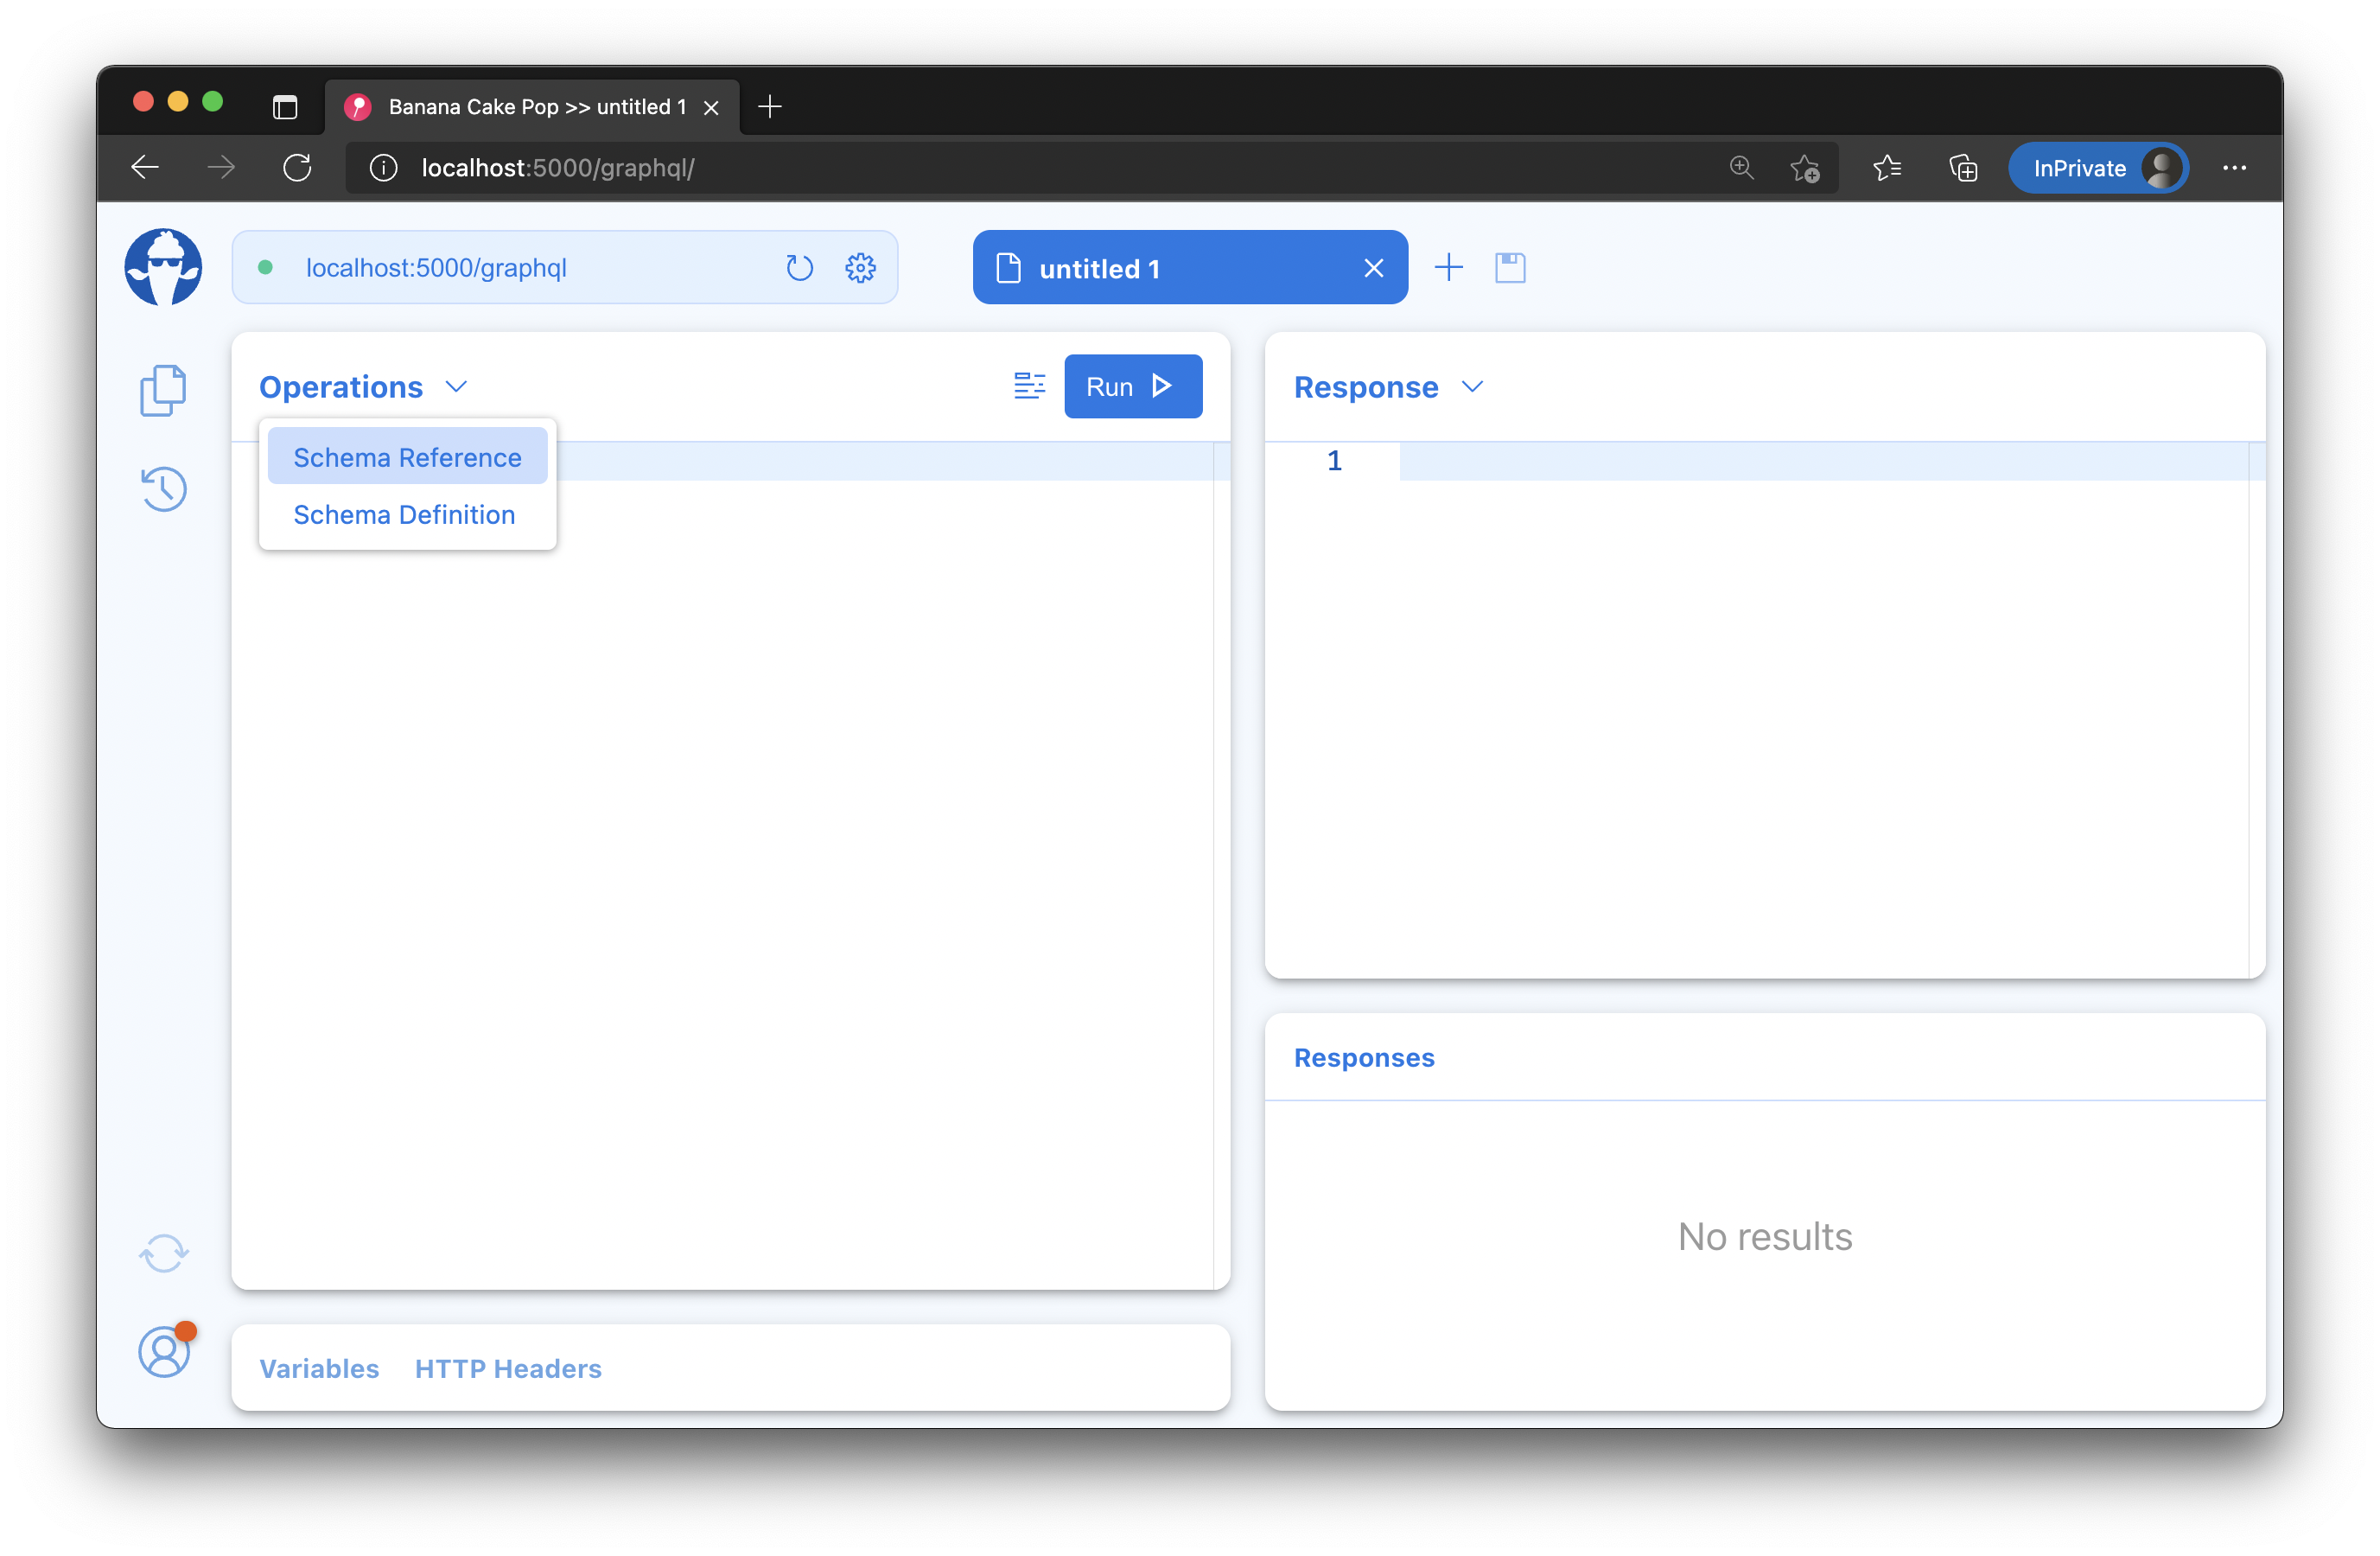 Banana Cake Pop >> untitled 1
localhost:5000/graphql/
InPrivate
localhost:5000/graphql
untitled 1
Operations
Run
Schema Reference
Schema Definition
Response
1
Responses
No results
Variables
HTTP Headers